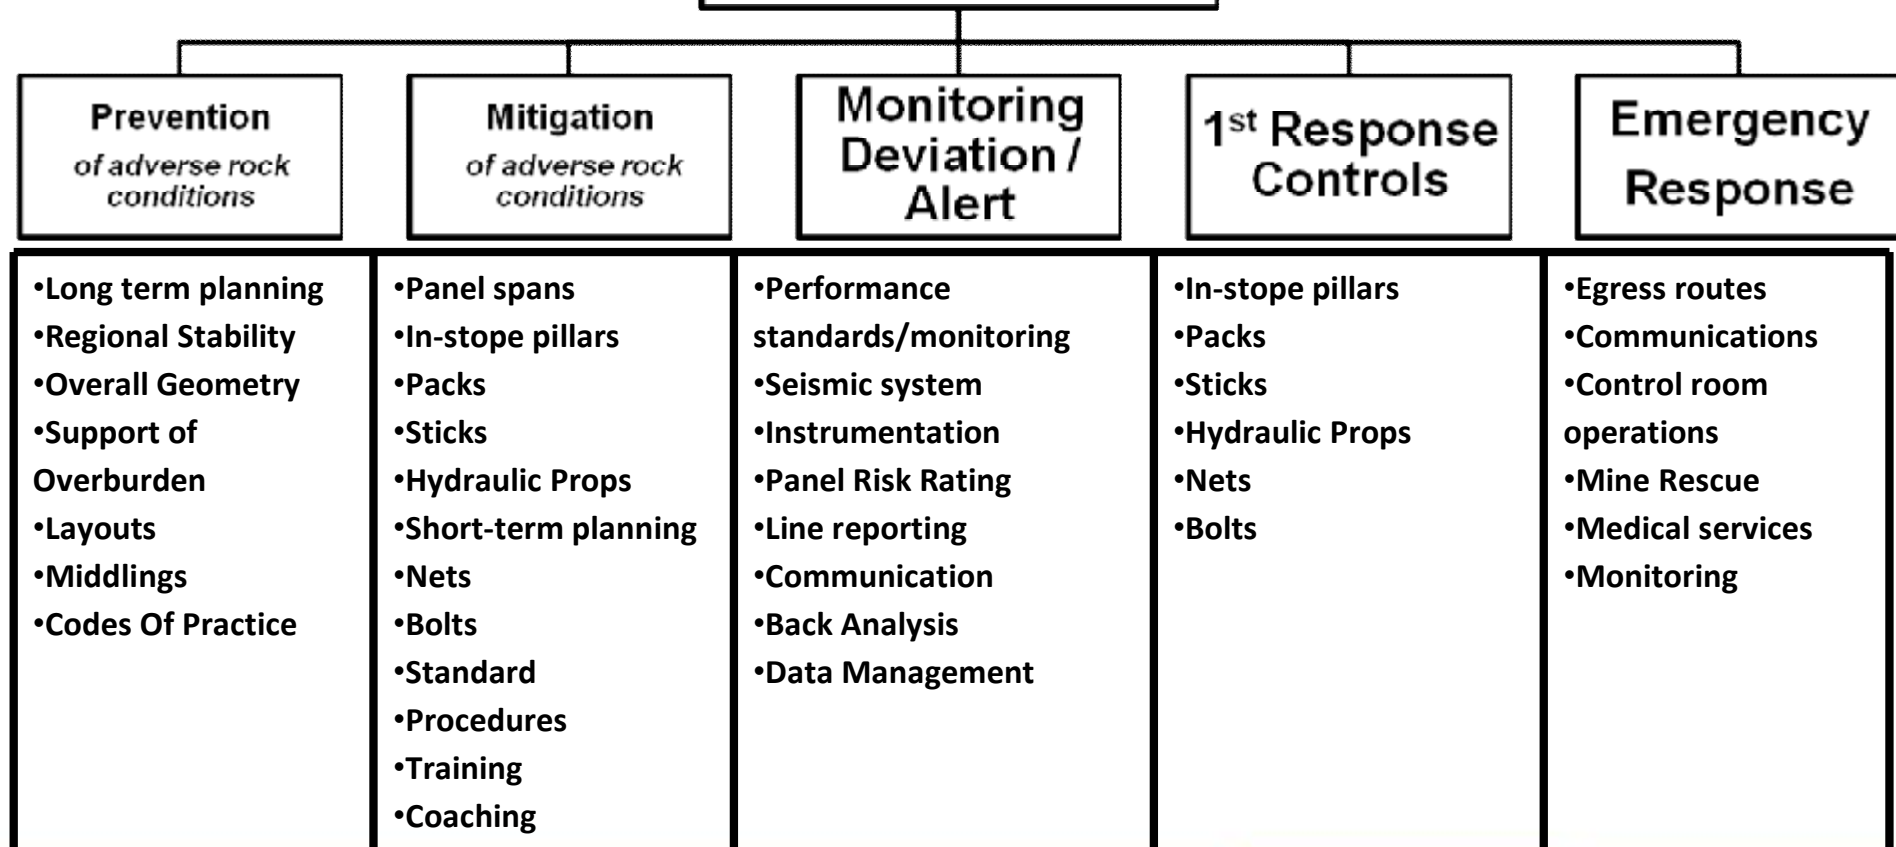 Prevention
of adverse rock
conditions
Mitigation
of adverse rock
conditions
Monitoring
Deviation /
Alert
1st Response
Controls
Emergency
Response
•Long term planning
•Regional Stability
•Overall Geometry
•Support of
Overburden
•Layouts
•Middlings
•Codes Of Practice
•Panel spans
•In-stope pillars
•Packs
•Sticks
•Hydraulic Props
•Short-term planning
•Nets
•Bolts
•Standard
•Procedures
•Training
•Coaching
•Performance
standards/monitoring
•Seismic system
•Instrumentation
•Panel Risk Rating
•Line reporting
•Communication
•Back Analysis
•Data Management
•In-stope pillars
•Packs
•Sticks
•Hydraulic Props
•Nets
•Bolts
•Egress routes
•Communications
•Control room
operations
•Mine Rescue
•Medical services
•Monitoring